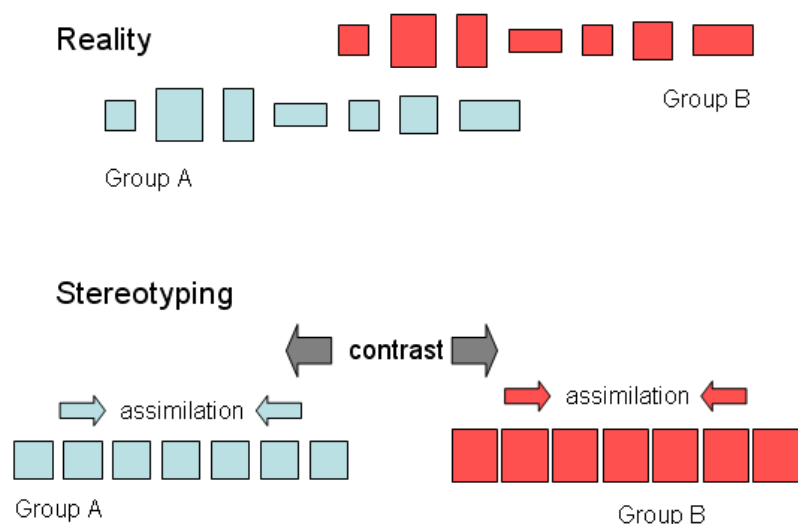 Reality
Group B
Group A
Stereotyping
contrast
assimilation
assimilation
Group A
Group B